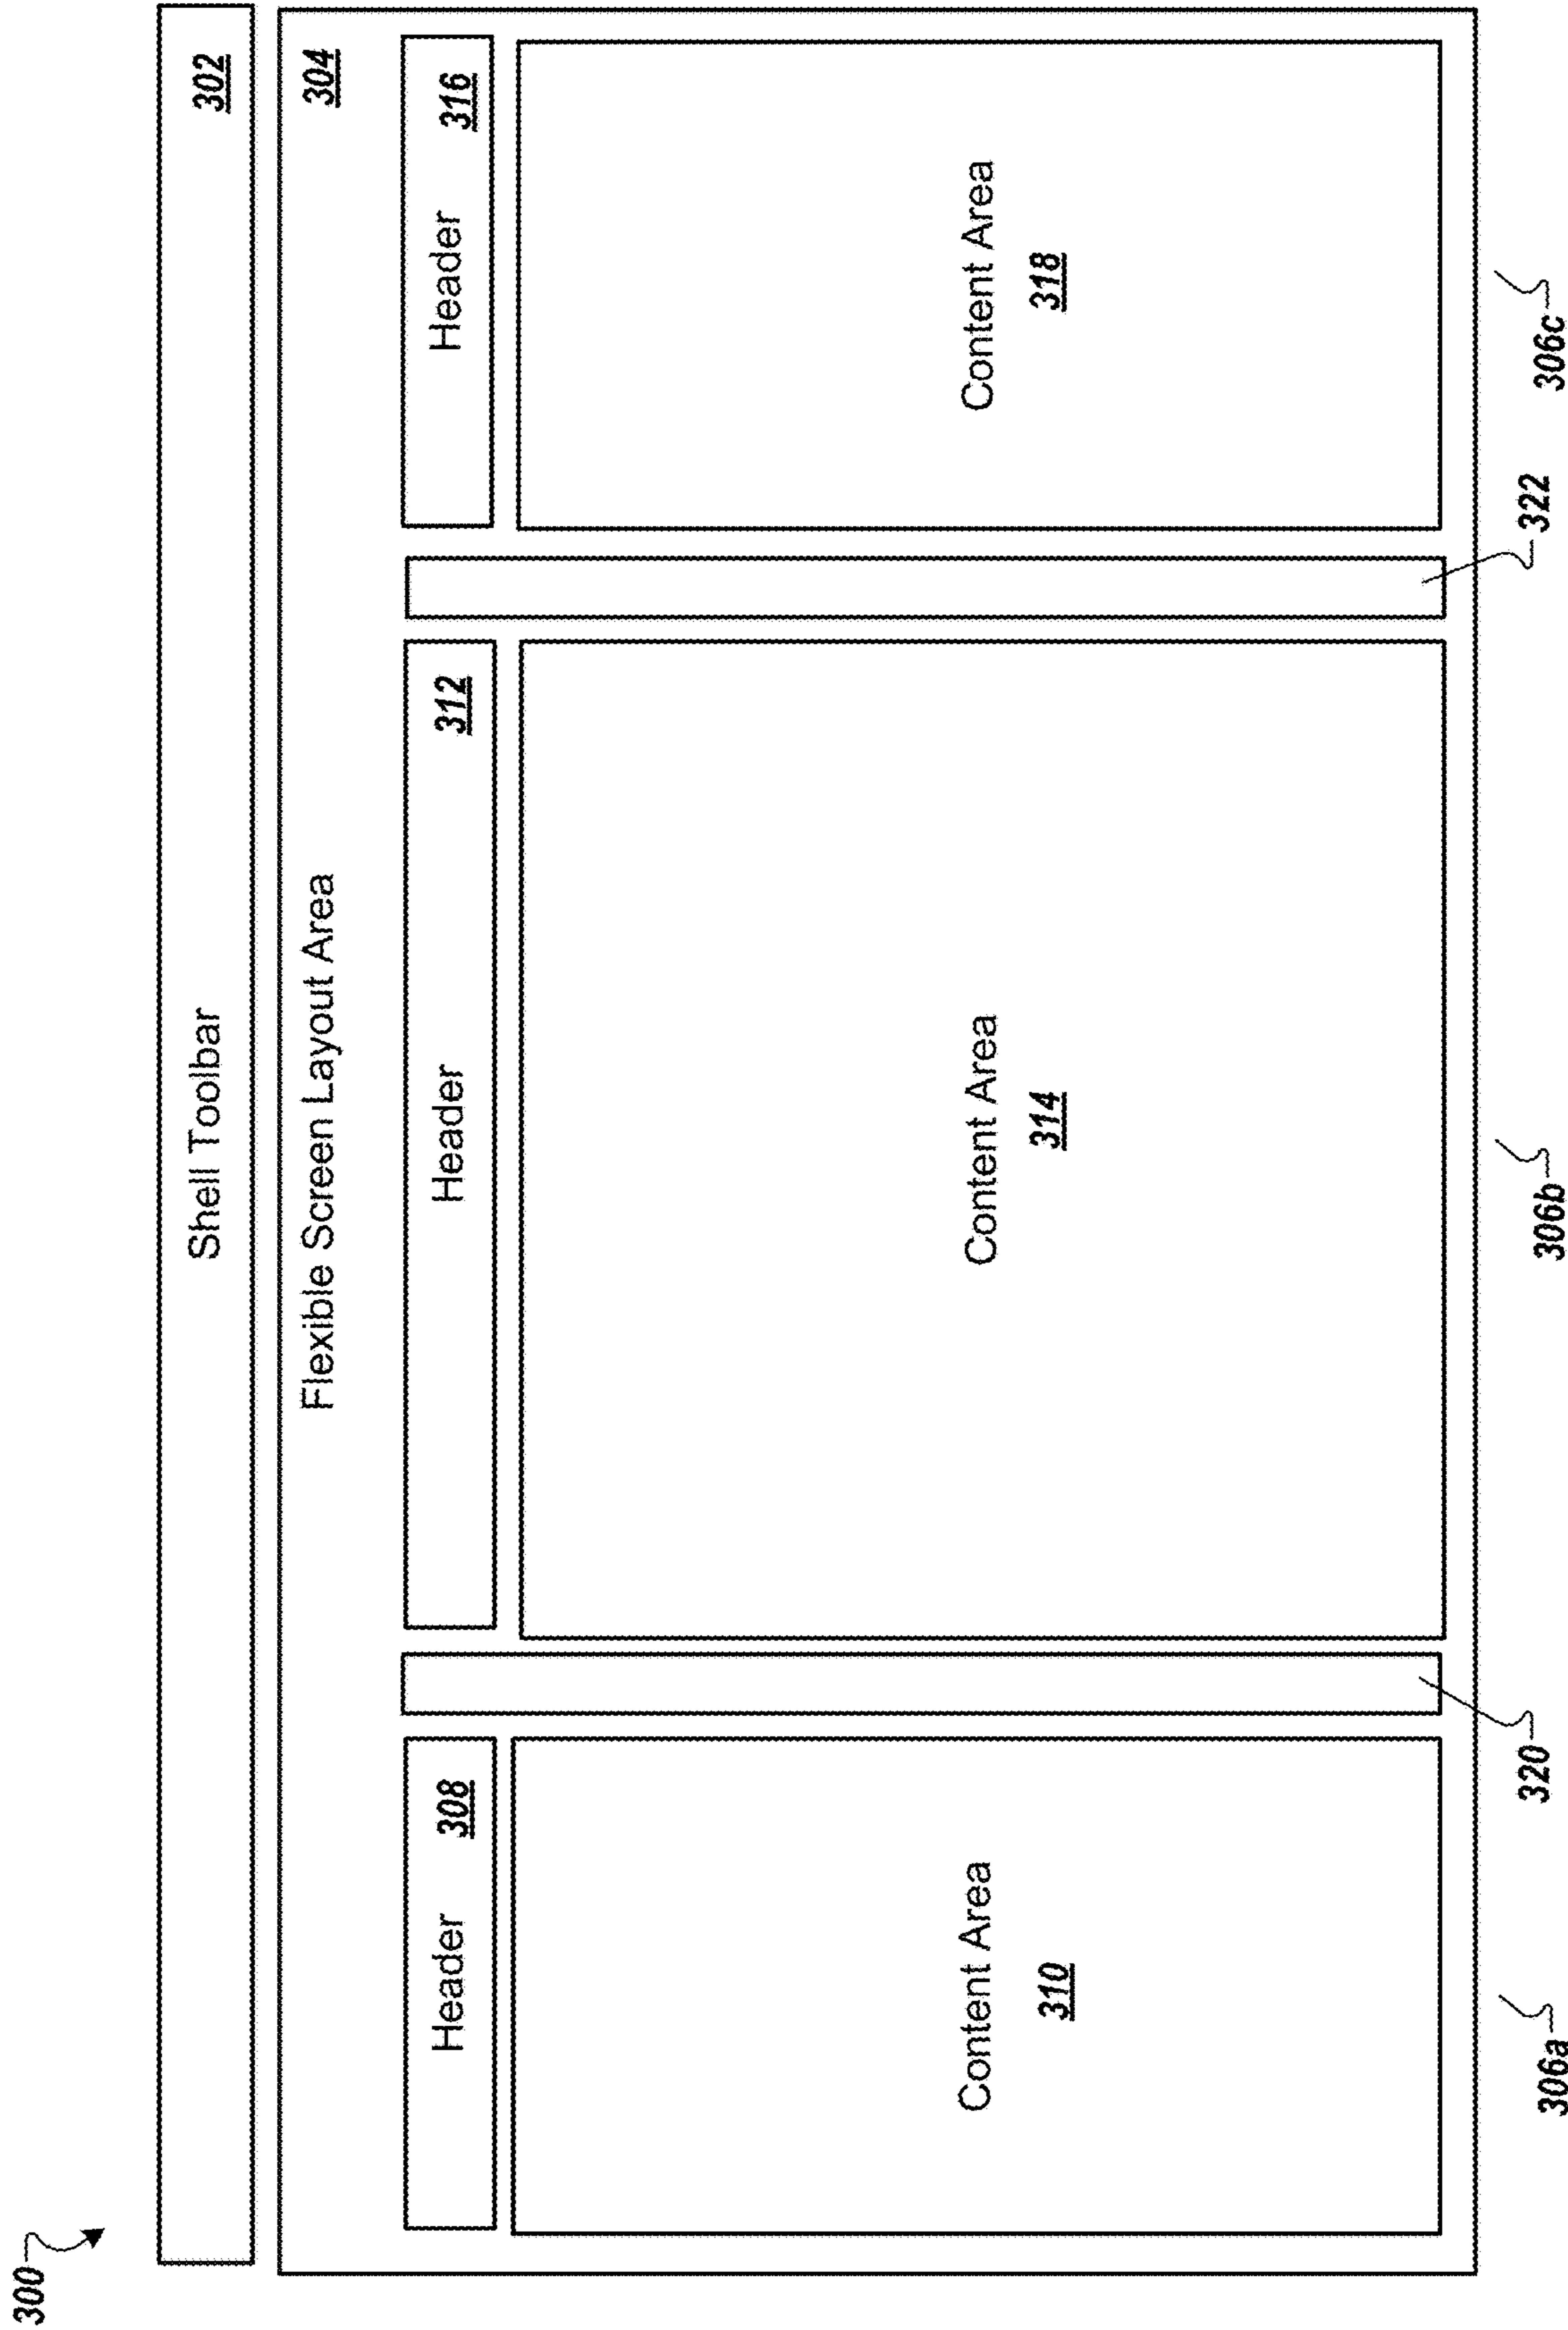 300
Shell Toolbar 302
Flexible Screen Layout Area 304
Header 308
Header 312
Header 316
Content Area
310
Content Area
314
Content Area
318
320
322
306a
306b
306c